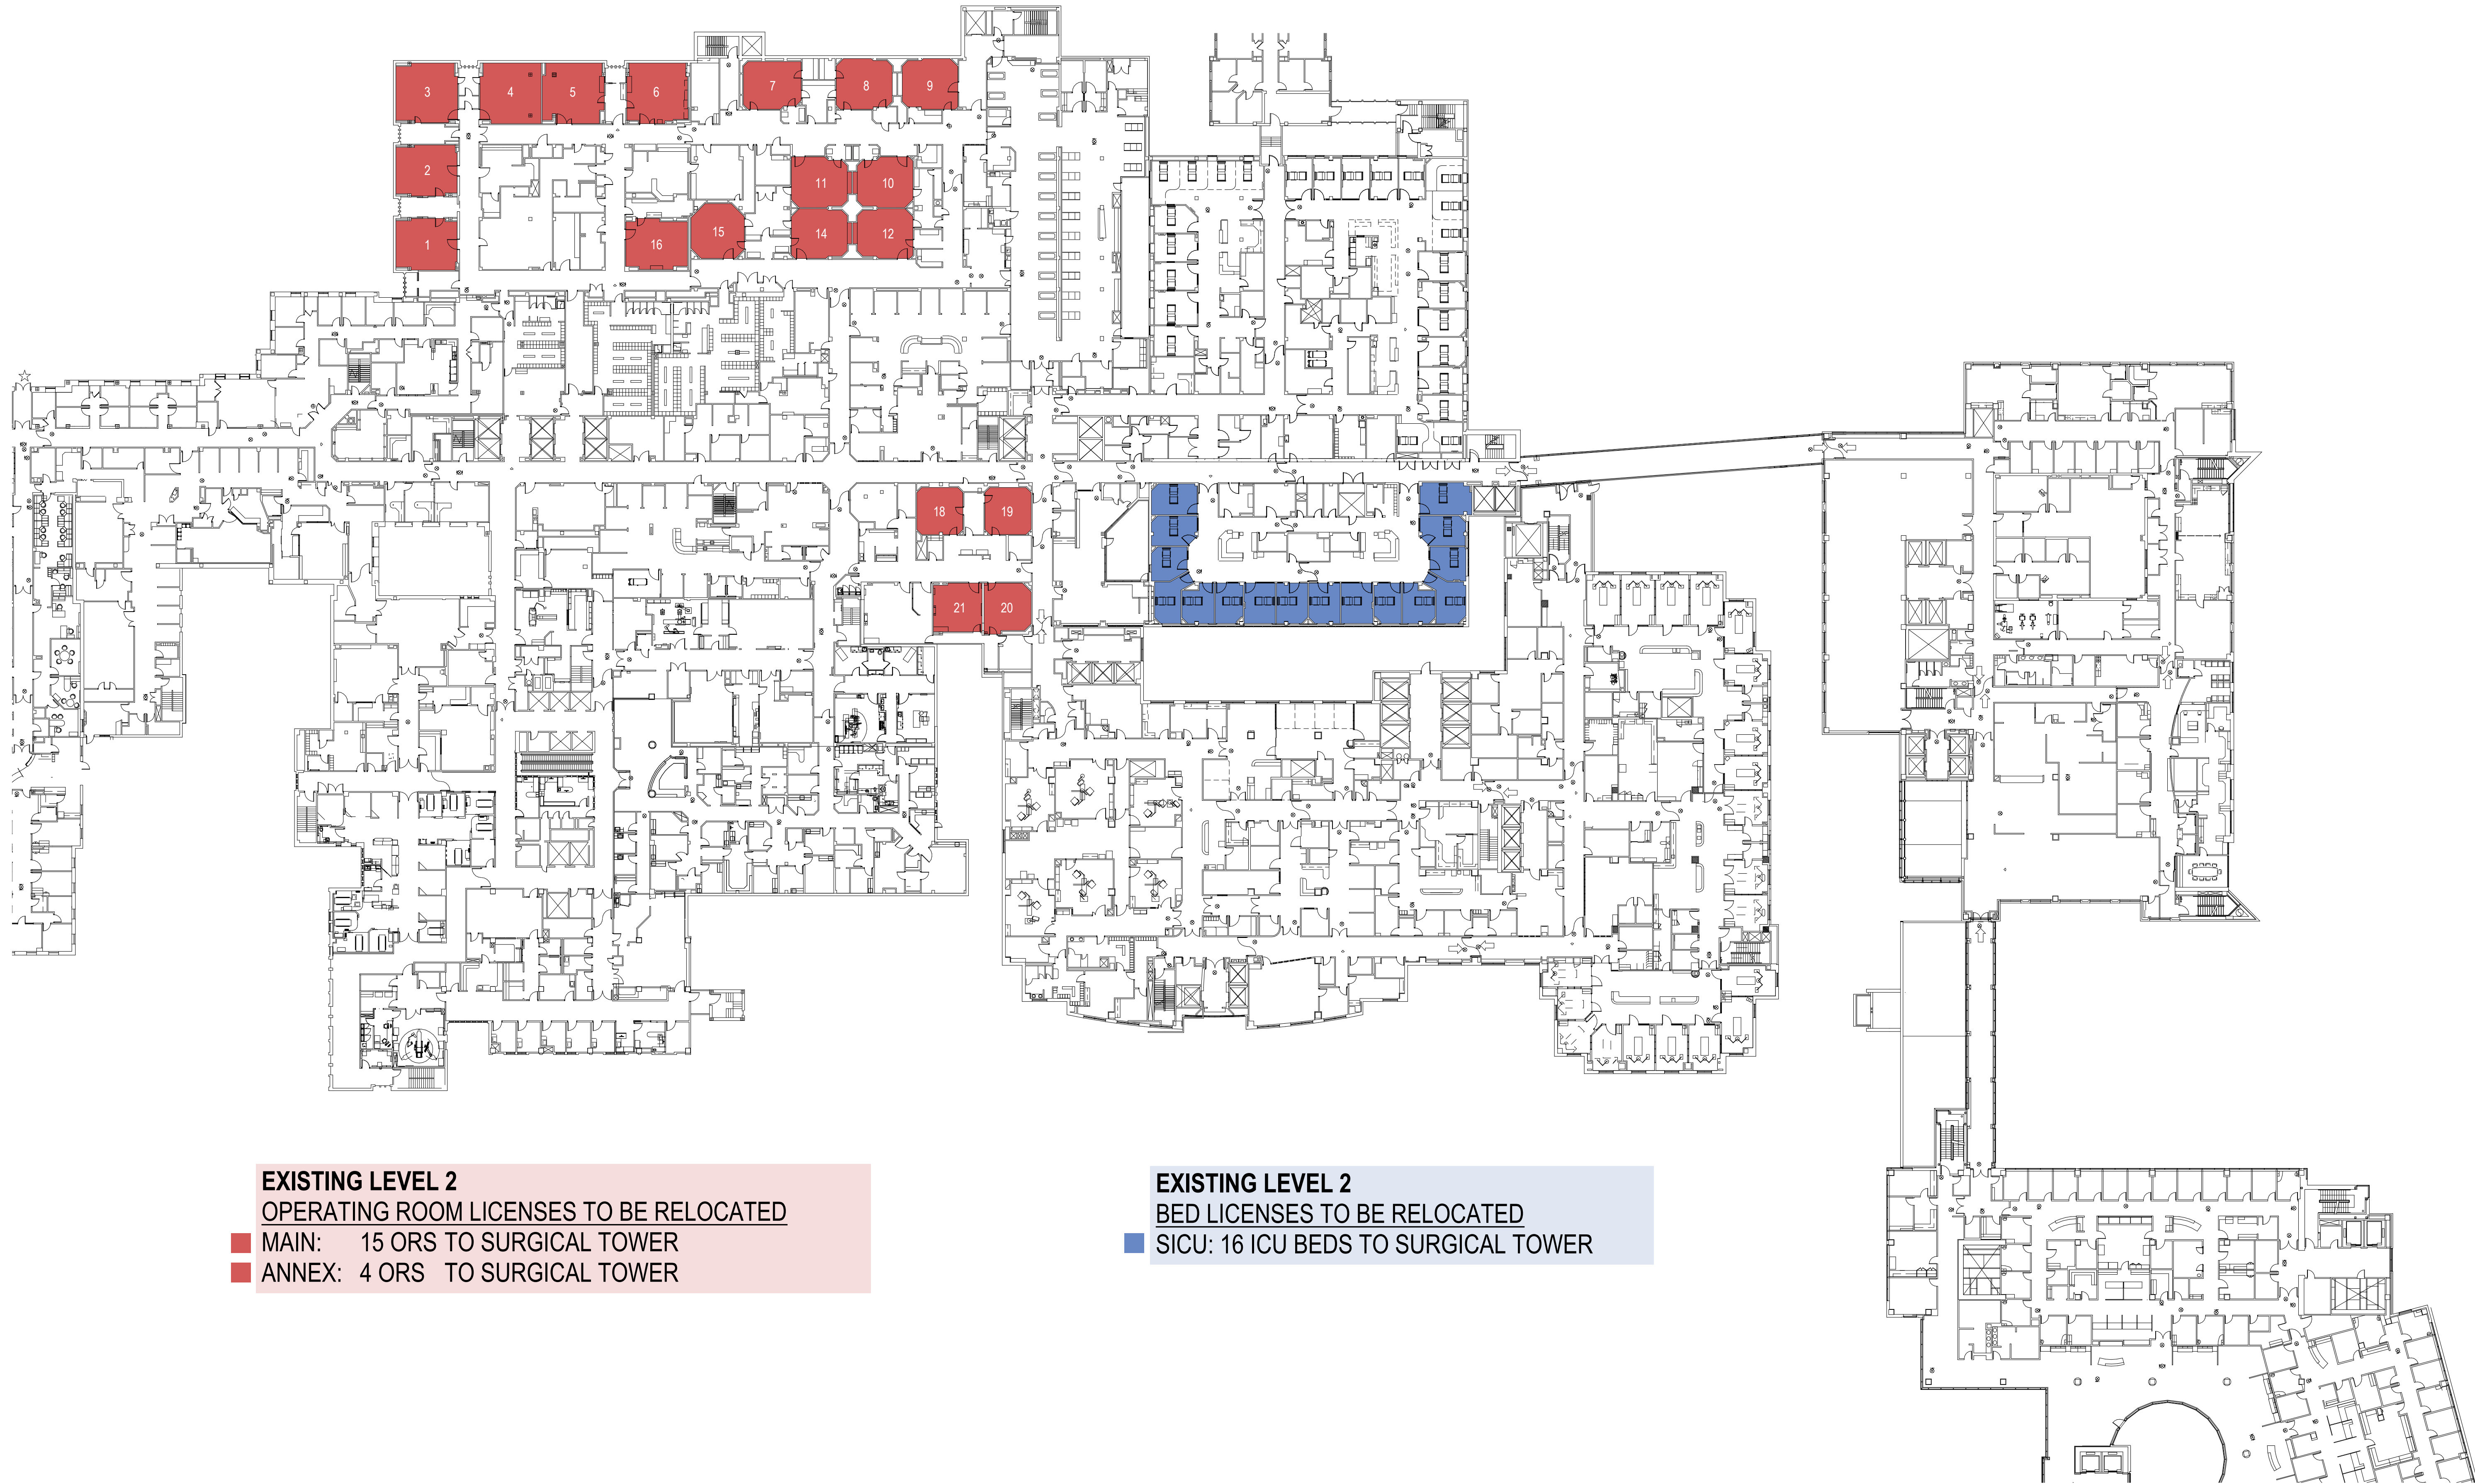 3
4
5
6
7
8
9
2
11
10
1
16
15
14
12
18
19
21
20
EXISTING LEVEL 2
OPERATING ROOM LICENSES TO BE RELOCATED
MAIN: 15 ORS TO SURGICAL TOWER
ANNEX: 4 ORS TO SURGICAL TOWER
EXISTING LEVEL 2
BED LICENSES TO BE RELOCATED
SICU: 16 ICU BEDS TO SURGICAL TOWER